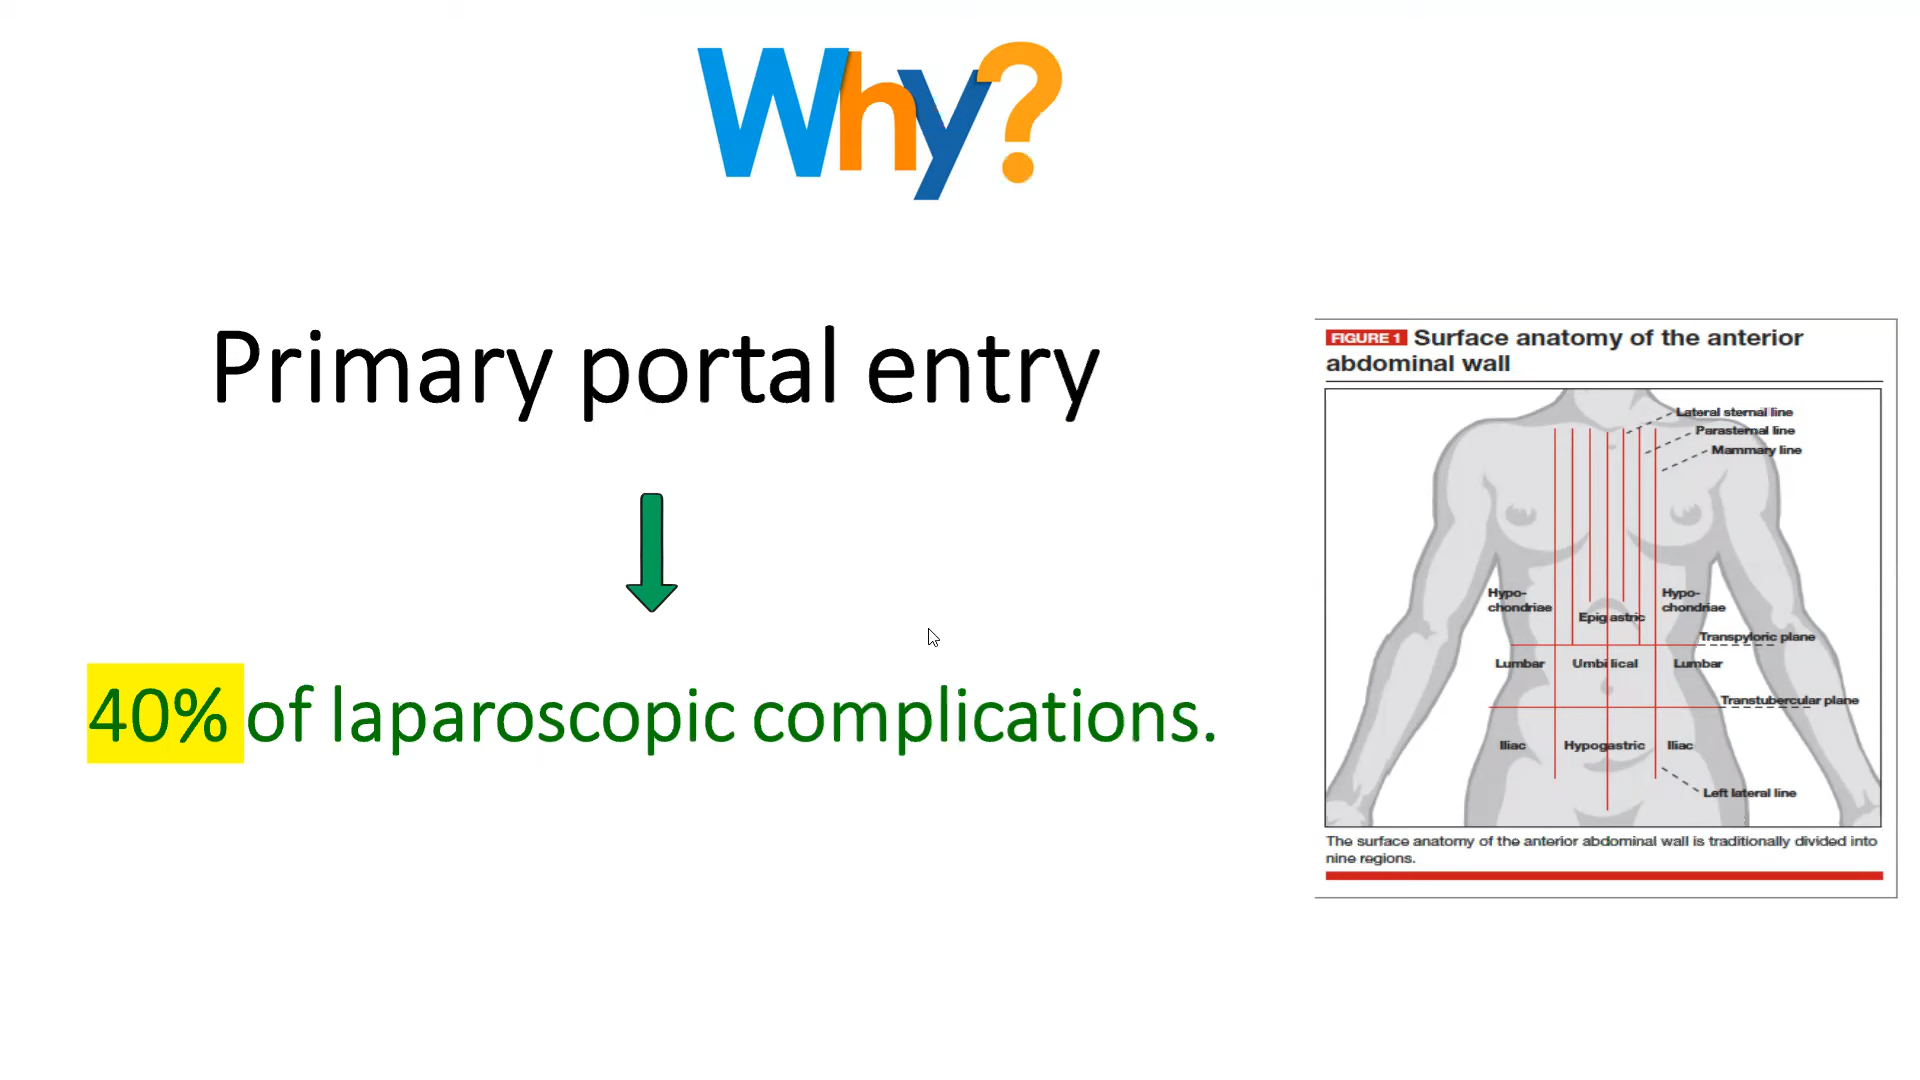 Why?
Primary portal entry
40% of laparoscopic complications.
FIGURE 1 Surface anatomy of the anterior
abdominal wall
Lateral sternal line
Parasternal line
Mammary line
Hypo-
chondriae
Epigastric
Hypo-
chondriae
Transpyloric plane
Lumbar
Umbilical
Lumbar
Transtubercular plane
Iliac
Hypogastric
Iliac
Left lateral line
The surface anatomy of the anterior abdominal wall is traditionally divided into
nine regions.